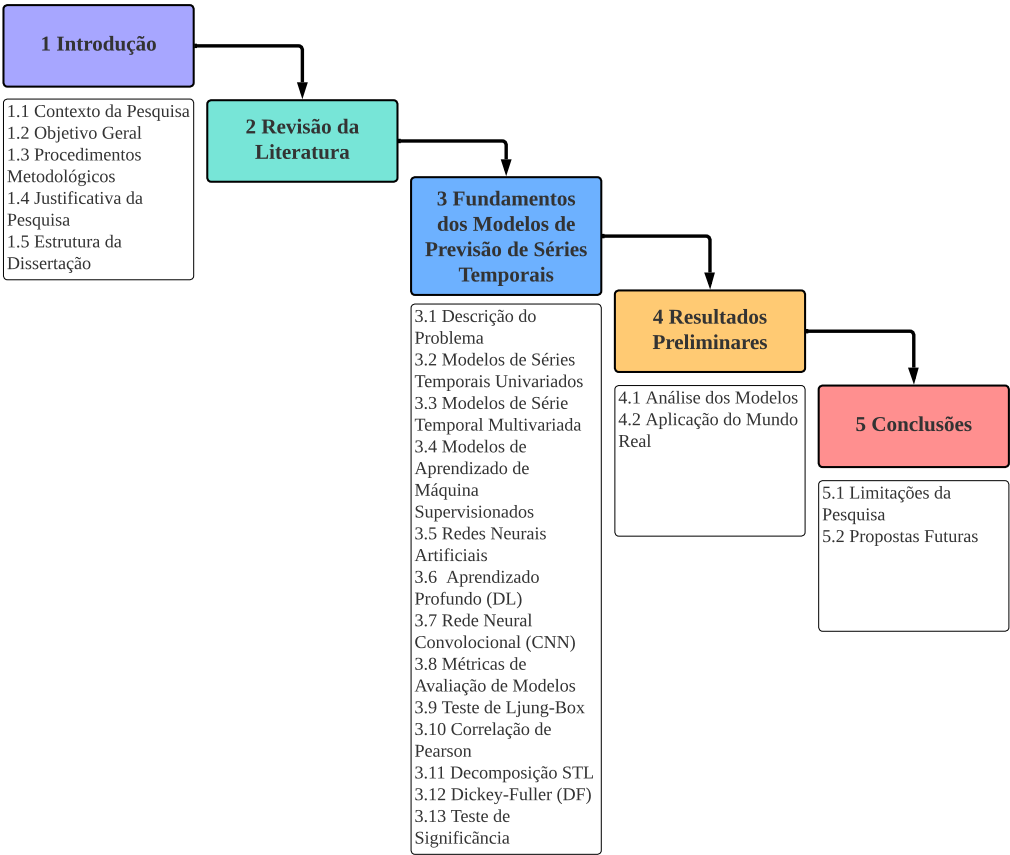 1 Introdução
1.1 Contexto da Pesquisa
1.2 Objetivo Geral
1.3 Procedimentos
Metodológicos
1.4 Justificativa da
Pesquisa
1.5 Estrutura da
Dissertação
2 Revisão da
Literatura
3 Fundamentos
dos Modelos de
Previsão de Séries
Temporais
3.1 Descrição do
Problema
3.2 Modelos de Séries
Temporais Univariados
3.3 Modelos de Série
Temporal Multivariada
3.4 Modelos de
Aprendizado de
Máquina
Supervisionados
3.5 Redes Neurais
Artificiais
3.6  Aprendizado
Profundo (DL)
3.7 Rede Neural
Convolocional (CNN)
3.8 Métricas de
Avaliação de Modelos
3.9 Teste de Ljung-Box
3.10 Correlação de
Pearson
3.11 Decomposição STL
3.12 Dickey-Fuller (DF)
3.13 Teste de
Significãncia
4 Resultados
Preliminares
4.1 Análise dos Modelos
4.2 Aplicação do Mundo
Real
5 Conclusões
5.1 Limitações da
Pesquisa
5.2 Propostas Futuras